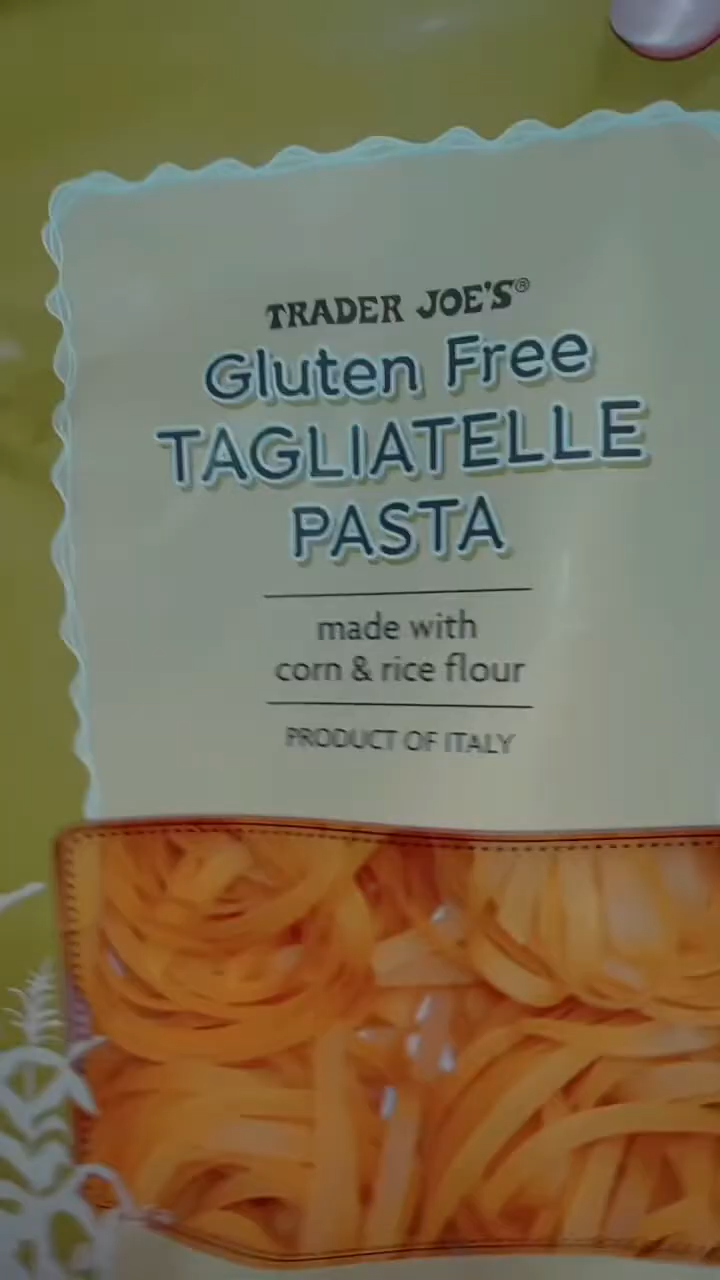 TRADER JOE'S®
Gluten Free
TAGLIATELLE
PASTA
made with
corn & rice flour
PRODUCT OF ITALY